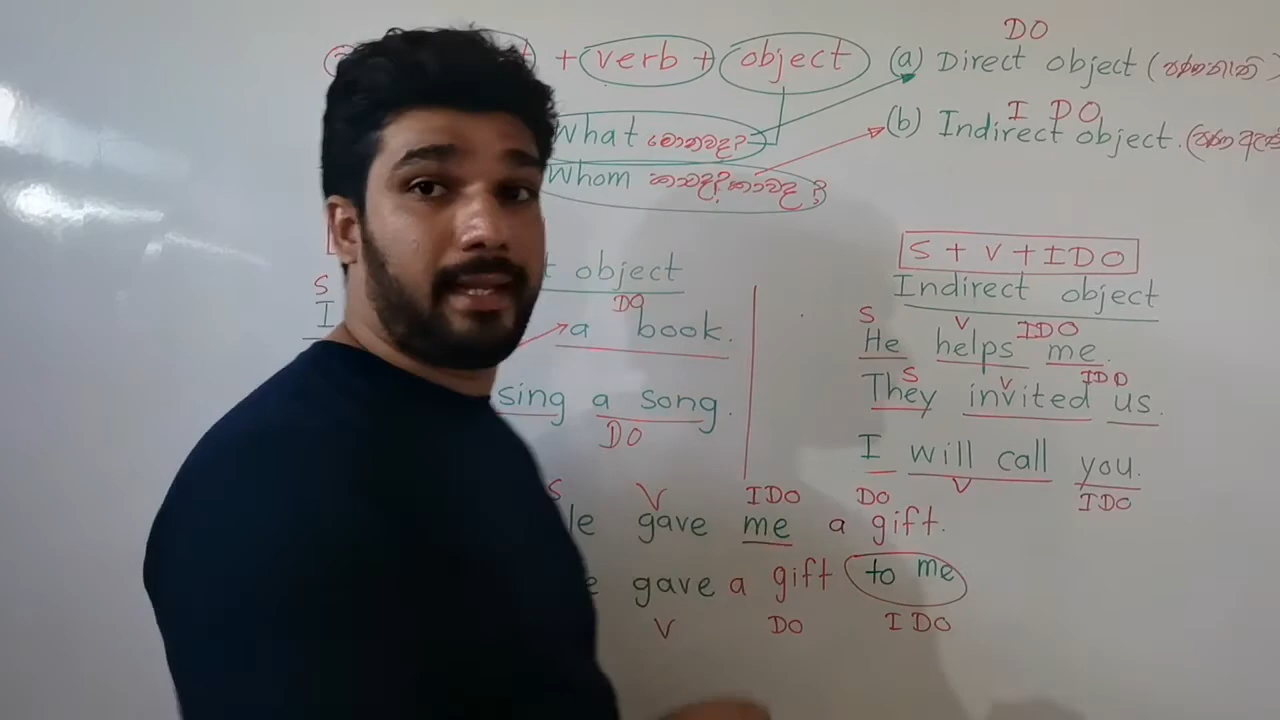 DO
+ verb + object (a) Direct object (
I D O
What මොනවද? (b) Indirect object. (
Whom කාටද? කාවද ?
S + V + IDO
object Indirect object
S DO S V IDO
I a book. He helps me.
S V IDO
sing a song. They invited us.
DO
I will call you.
S V IDO DO V IDO
gave me a gift.
gave a gift to me
V DO IDO